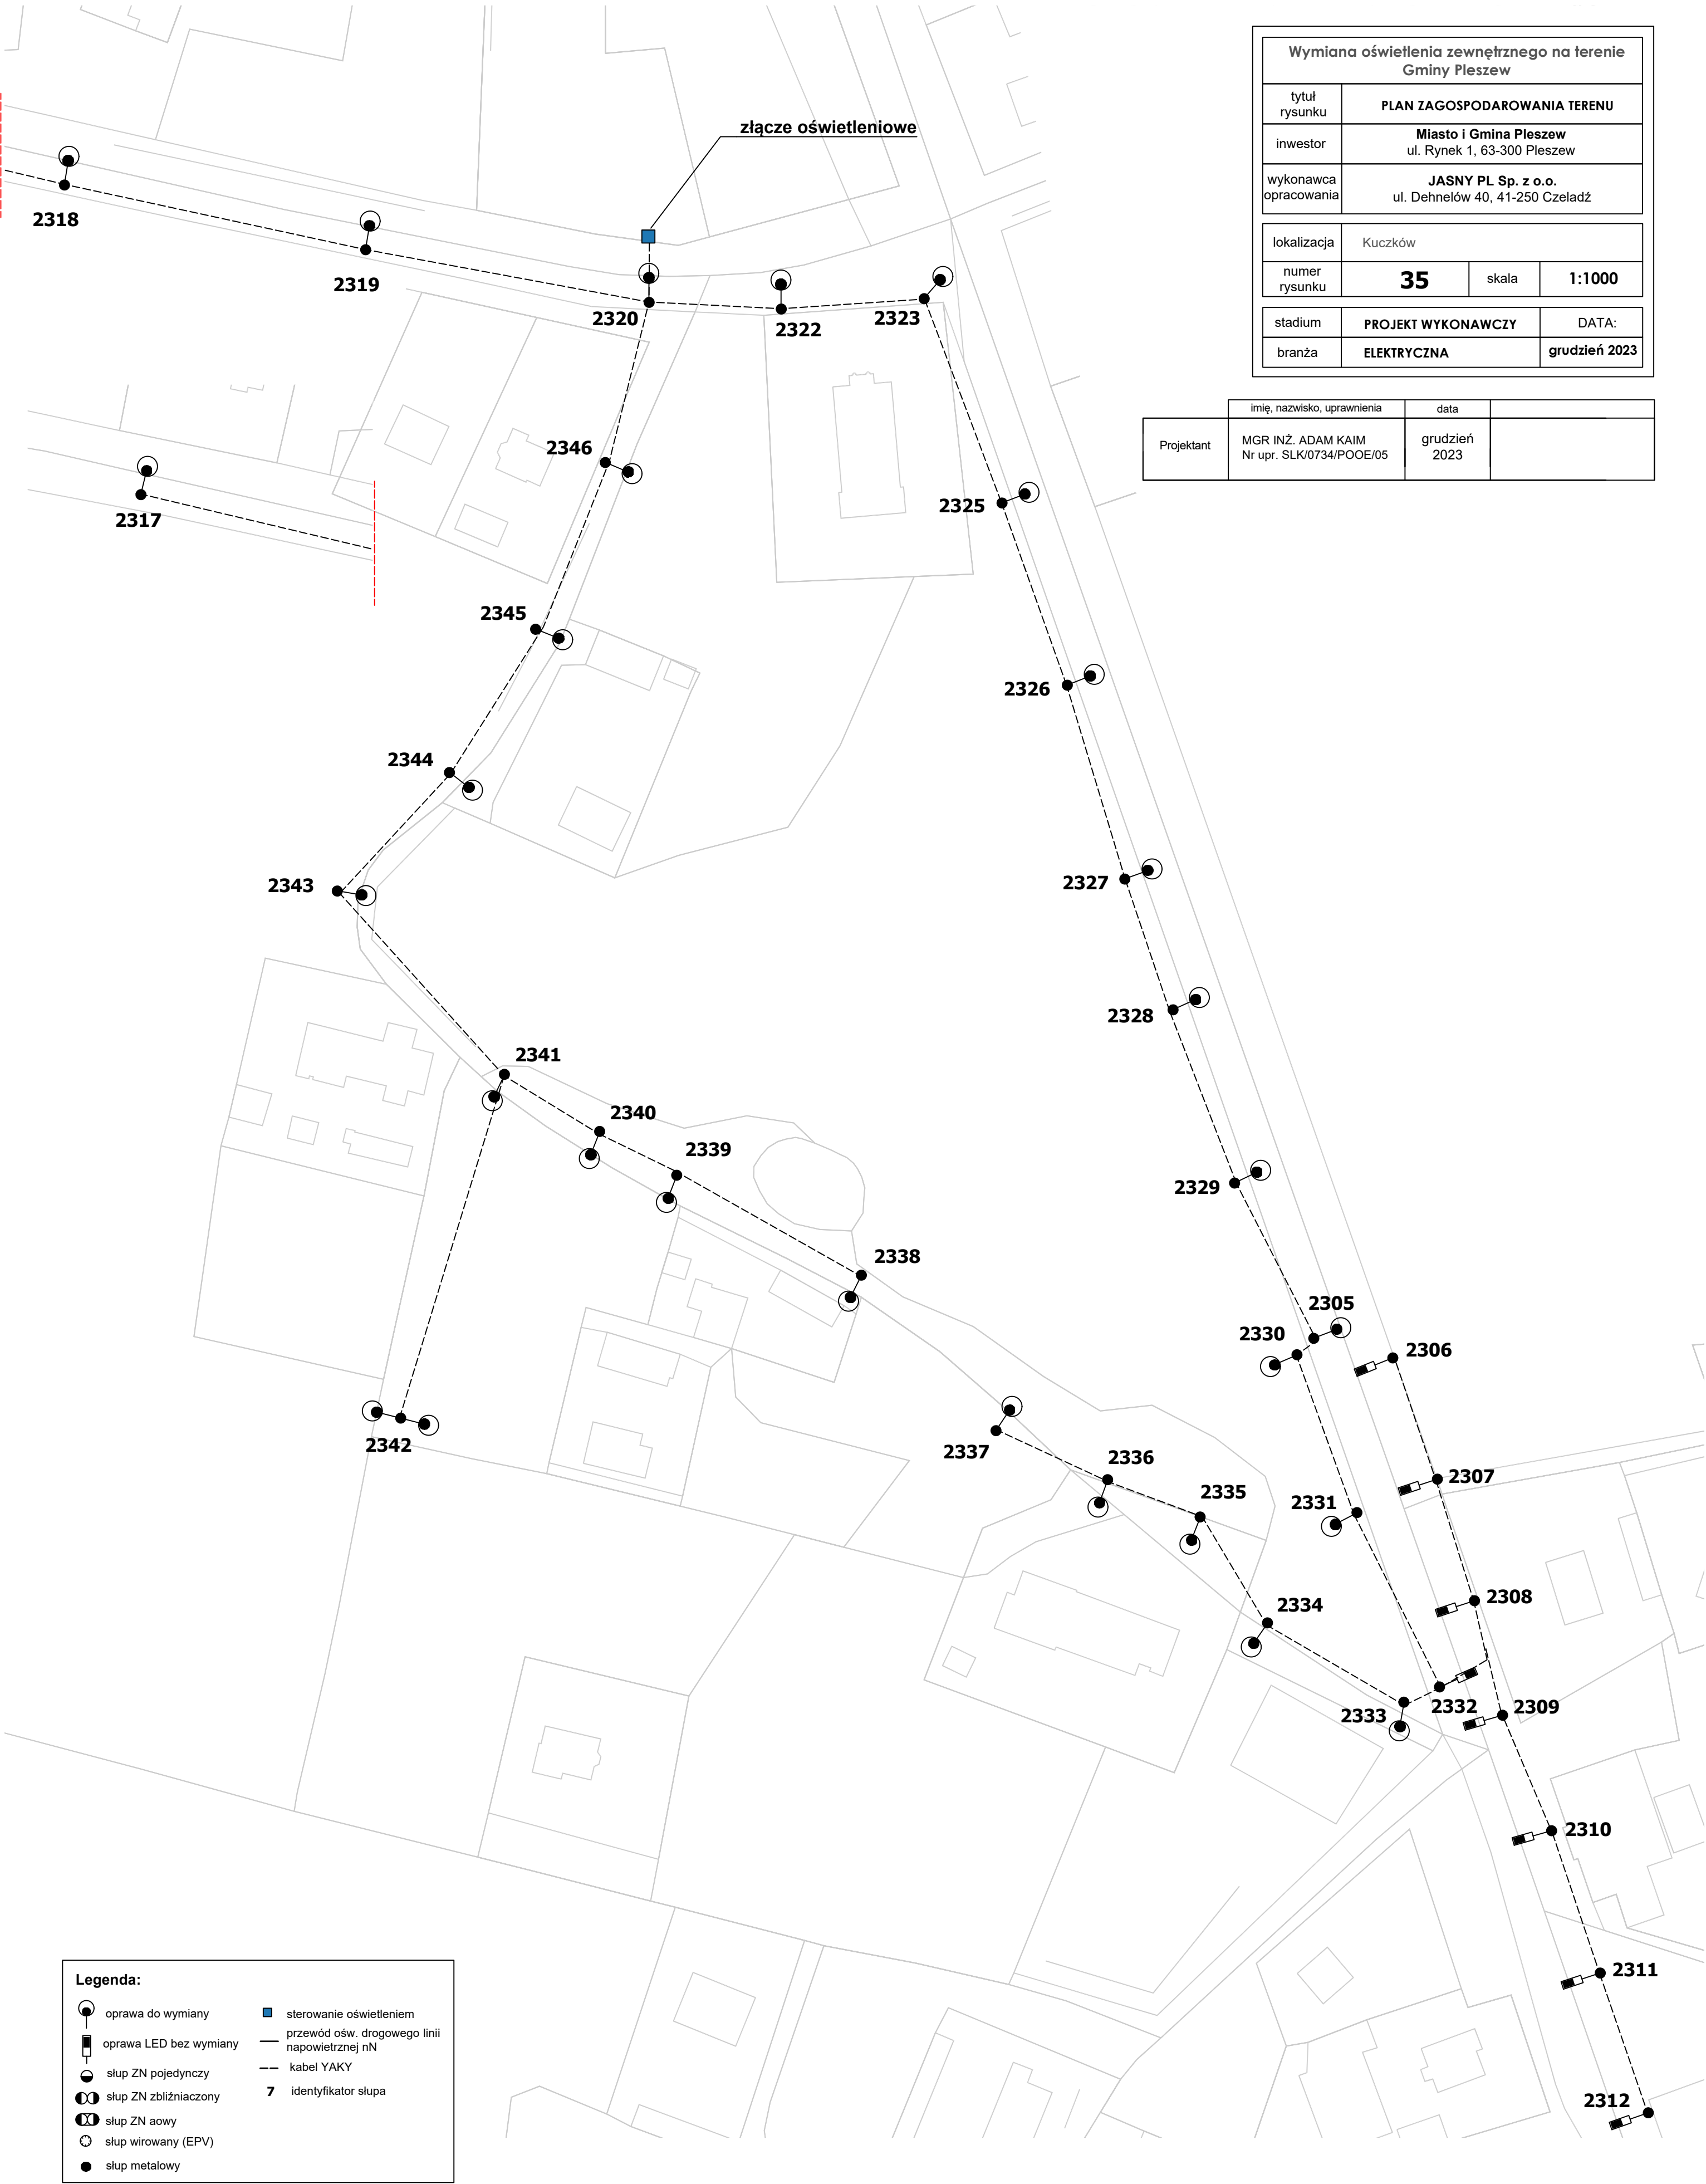 Wymiana oświetlenia zewnętrznego na terenie
Gminy Pleszew
tytuł
rysunku
PLAN ZAGOSPODAROWANIA TERENU
inwestor
Miasto i Gmina Pleszew
ul. Rynek 1, 63-300 Pleszew
wykonawca
opracowania
JASNY PL Sp. z o.o.
ul. Dehnelów 40, 41-250 Czeladź
lokalizacja
Kuczków
numer
rysunku
35
skala
1:1000
stadium
PROJEKT WYKONAWCZY
DATA:
branża
ELEKTRYCZNA
grudzień 2023
imię, nazwisko, uprawnienia
data
Projektant
MGR INŻ. ADAM KAIM
Nr upr. SLK/0734/POOE/05
grudzień
2023
złącze oświetleniowe
2318
2319
2320
2322
2323
2346
2317
2325
2345
2326
2344
2343
2327
2328
2341
2340
2339
2329
2338
2305
2330
2306
2342
2337
2336
2307
2335
2331
2308
2334
2332
2333
2309
2310
2311
2312
Legenda:
oprawa do wymiany
oprawa LED bez wymiany
słup ZN pojedynczy
słup ZN zbliźniaczony
słup ZN aowy
słup wirowany (EPV)
słup metalowy
sterowanie oświetleniem
przewód ośw. drogowego linii
napowietrznej nN
kabel YAKY
7 identyfikator słupa